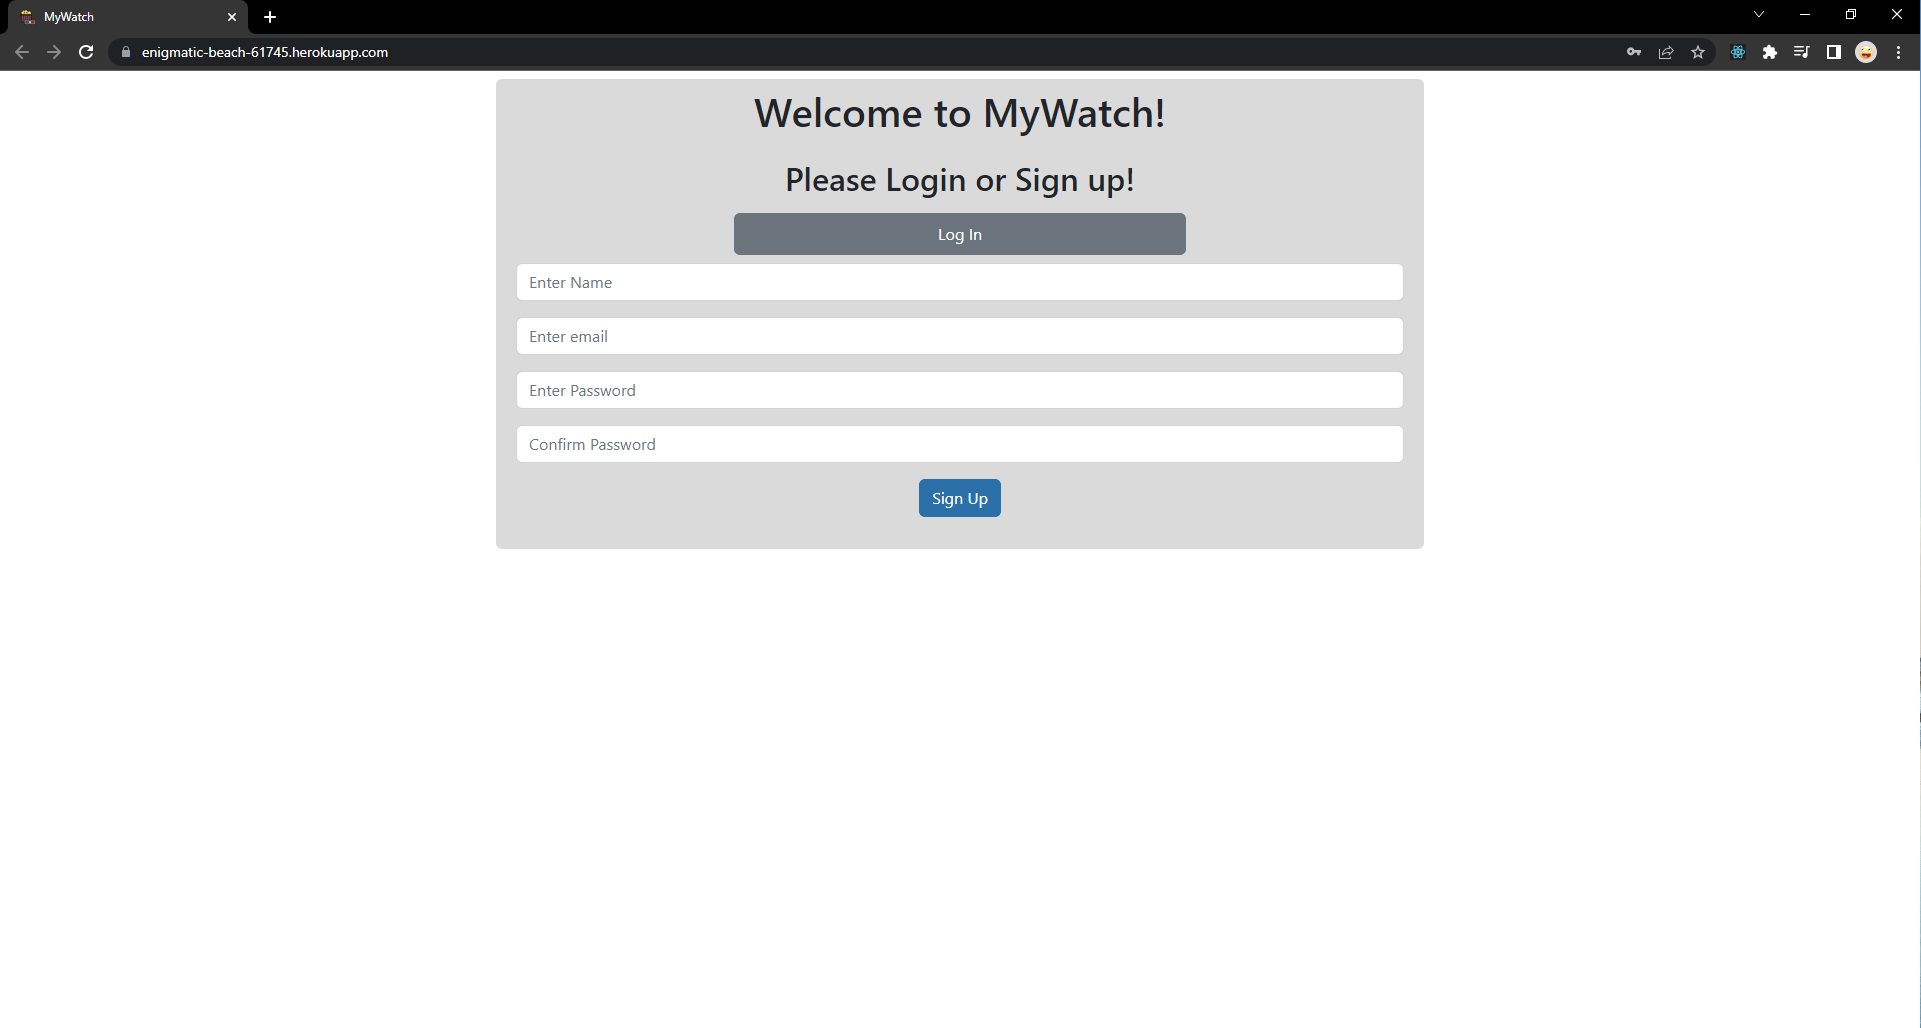 MyWatch
enigmatic-beach-61745.herokuapp.com
Welcome to MyWatch!
Please Login or Sign up!
Log In
Enter Name
Enter email
Enter Password
Confirm Password
Sign Up